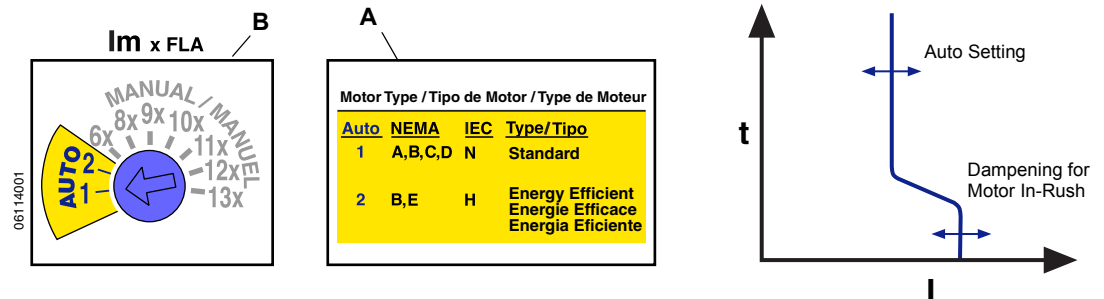 B
Im x FLA
MANUAL / MANUEL
6x 8x 9x 10x 11x 12x 13x
AUTO
2
1
06114001
A
Motor Type / Tipo de Motor / Type de Moteur
Auto NEMA IEC Type/Tipo
1 A,B,C,D N Standard
2 B,E H Energy Efficient
Energie Efficace
Energia Eficiente
t
Auto Setting
Dampening for
Motor In-Rush
I